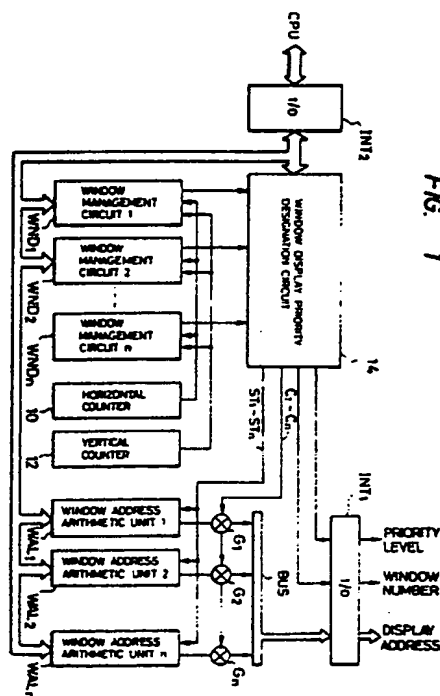 FIG. 1
CPU
I/O
INT2
WINDOW DISPLAY PRIORITY
DESIGNATION CIRCUIT
14
WINDOW
MANAGEMENT
CIRCUIT 1
WND1
WINDOW
MANAGEMENT
CIRCUIT 2
WND2
WINDOW
MANAGEMENT
CIRCUIT n
WNDn
HORIZONTAL
COUNTER
10
VERTICAL
COUNTER
12
ST1~STn
C1~Cn
WINDOW ADDRESS
ARITHMETIC UNIT 1
WAL1
G1
WINDOW ADDRESS
ARITHMETIC UNIT 2
WAL2
G2
WINDOW ADDRESS
ARITHMETIC UNIT n
WALn
Gn
BUS
INT1
I/O
PRIORITY
LEVEL
WINDOW
NUMBER
DISPLAY
ADDRESS